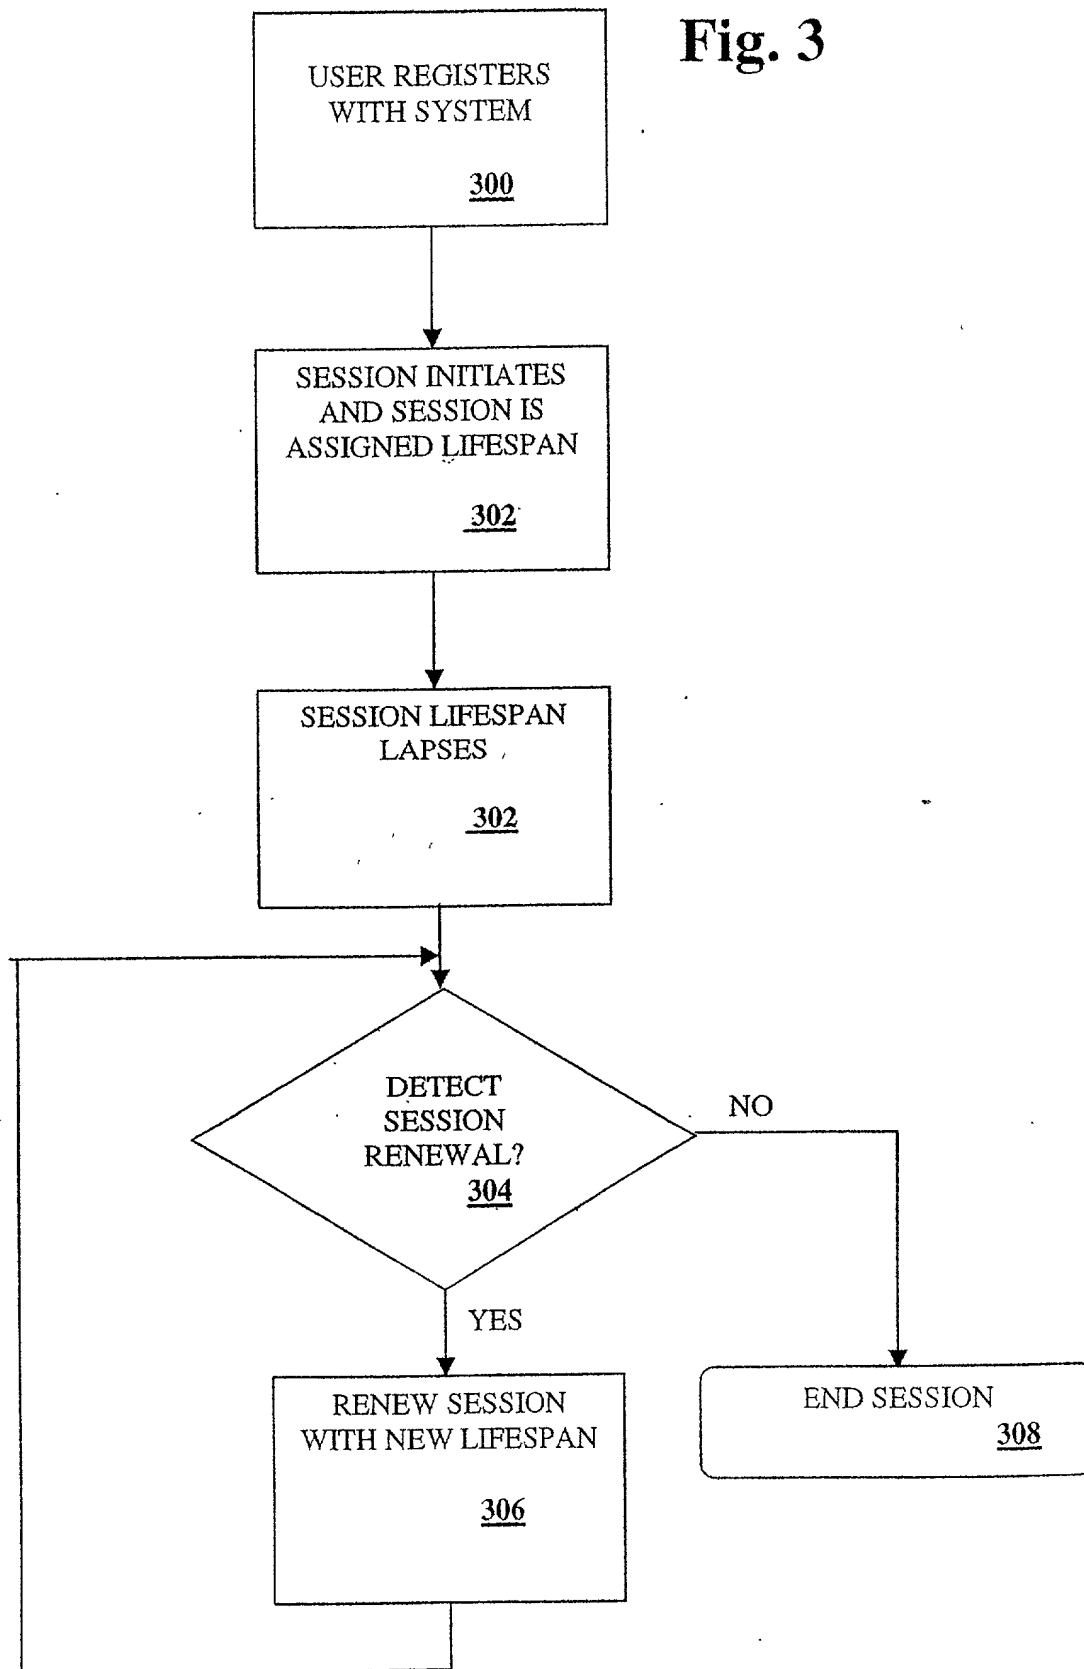 Fig. 3
USER REGISTERS
WITH SYSTEM
300
SESSION INITIATES
AND SESSION IS
ASSIGNED LIFESPAN
302
SESSION LIFESPAN
LAPSES
302
DETECT
SESSION
RENEWAL?
304
NO
YES
RENEW SESSION
WITH NEW LIFESPAN
306
END SESSION
308